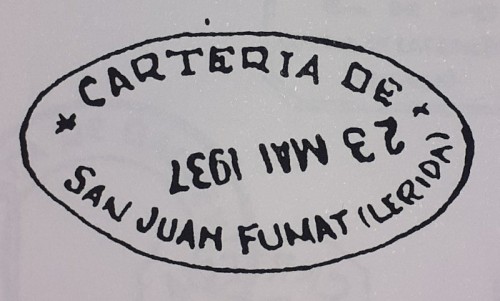 * CARTERIA DE *
23 MAI 1937
SAN JUAN FUMAT (LERIDA)